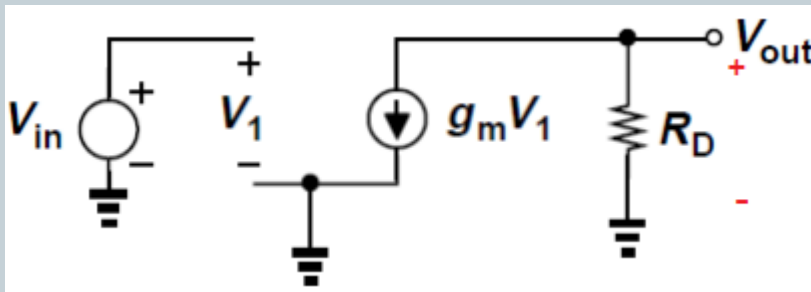 V_in + − + V_1 − g_m V_1 R_D V_out + -